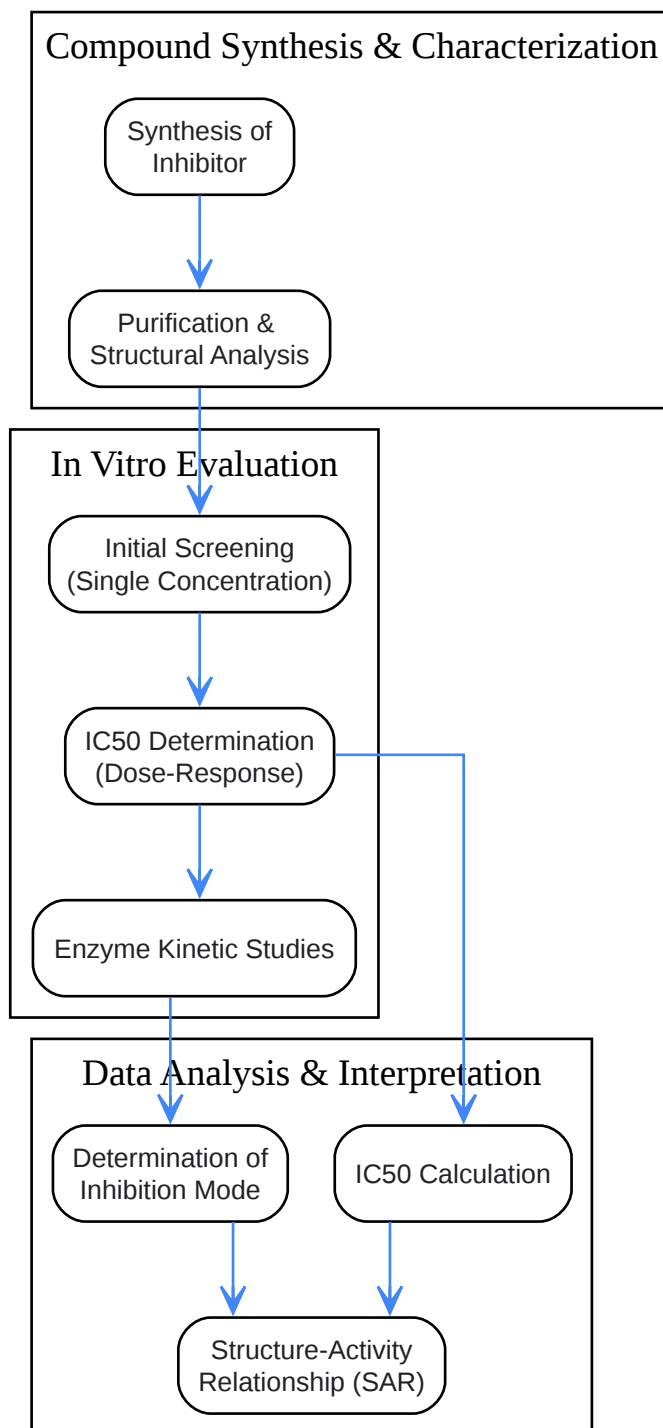 Compound Synthesis & Characterization
Synthesis of
Inhibitor
Purification &
Structural Analysis
In Vitro Evaluation
Initial Screening
(Single Concentration)
IC50 Determination
(Dose-Response)
Enzyme Kinetic Studies
Data Analysis & Interpretation
Determination of
Inhibition Mode
IC50 Calculation
Structure-Activity
Relationship (SAR)